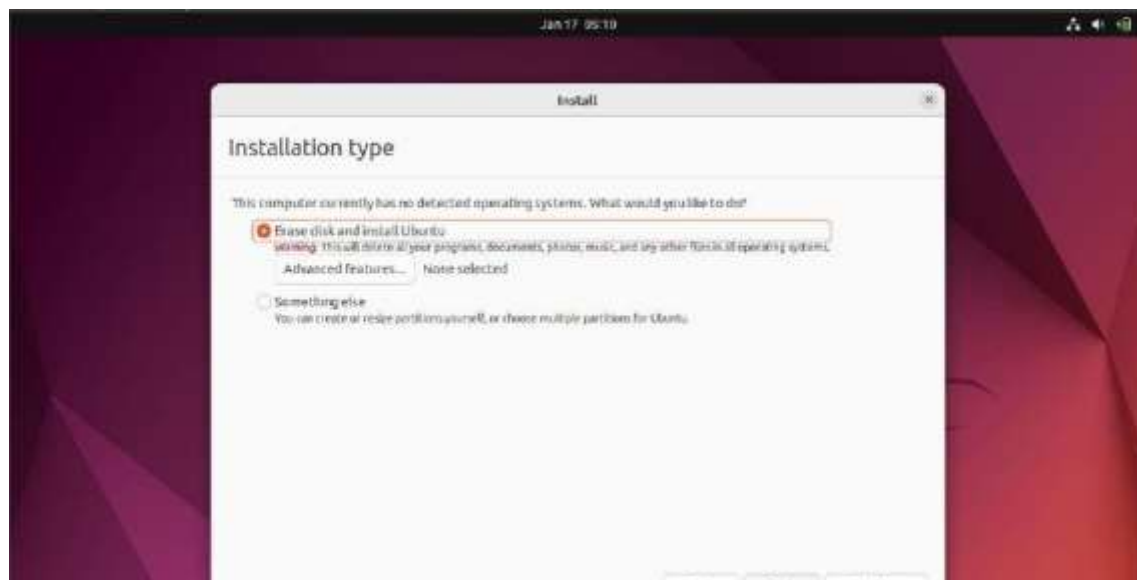 Jan 17 05:10
Install
Installation type
This computer currently has no detected operating systems. What would you like to do?
Erase disk and install Ubuntu
Warning: This will delete all your programs, documents, photos, music, and any other files in all operating systems.
Advanced features... None selected
Something else
You can create or resize partitions yourself, or choose multiple partitions for Ubuntu.